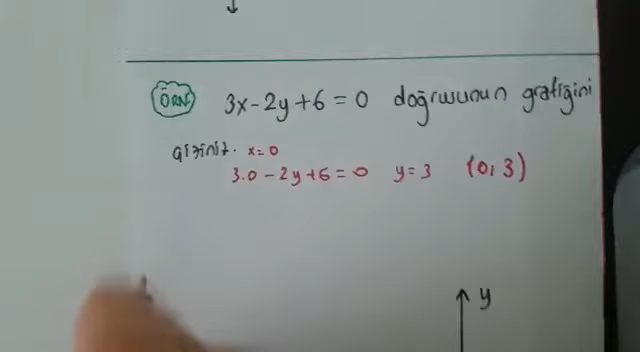 ÖRN. 3x-2y+6=0 doğrusunun grafiğini
çiziniz. x=0
3.0-2y+6=0 y=3 (0,3)
y